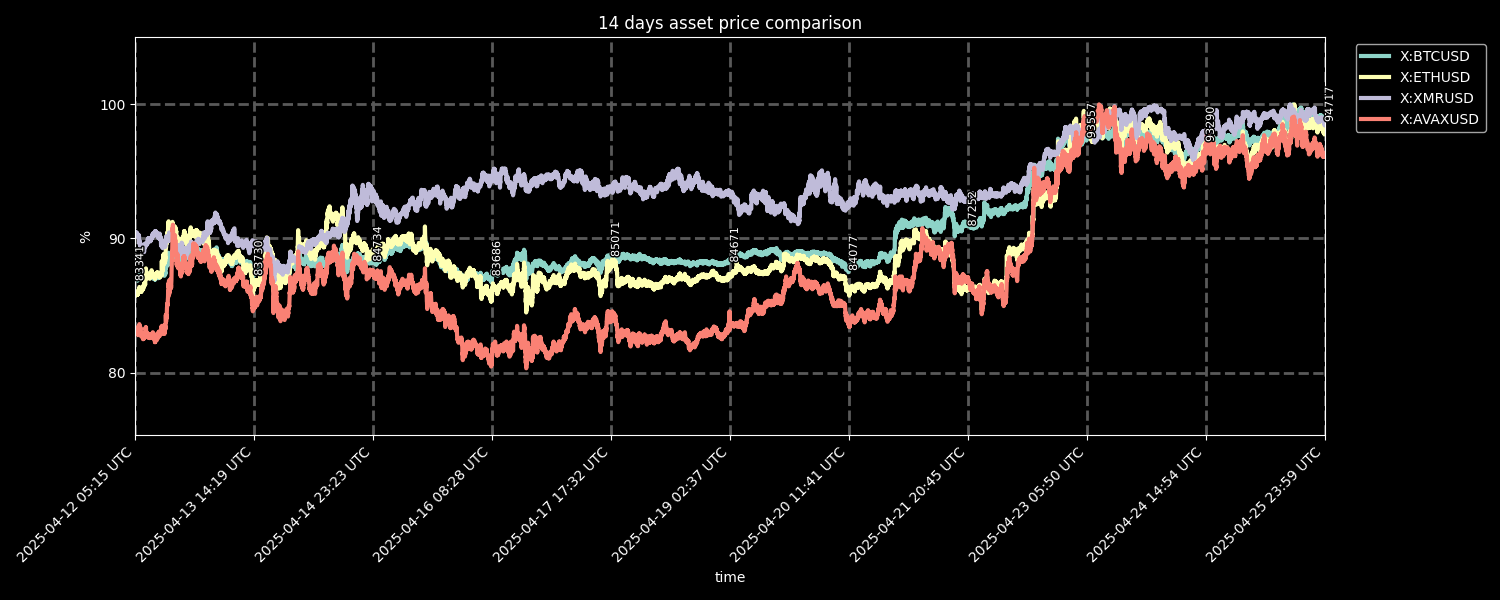 14 days asset price comparison
X:BTCUSD
X:ETHUSD
X:XMRUSD
X:AVAXUSD
%
100
90
80
83341
83730
84734
83686
85071
84671
84077
87252
93557
93290
94717
2025-04-12 05:15 UTC
2025-04-13 14:19 UTC
2025-04-14 23:23 UTC
2025-04-16 08:28 UTC
2025-04-17 17:32 UTC
2025-04-19 02:37 UTC
2025-04-20 11:41 UTC
2025-04-21 20:45 UTC
2025-04-23 05:50 UTC
2025-04-24 14:54 UTC
2025-04-25 23:59 UTC
time